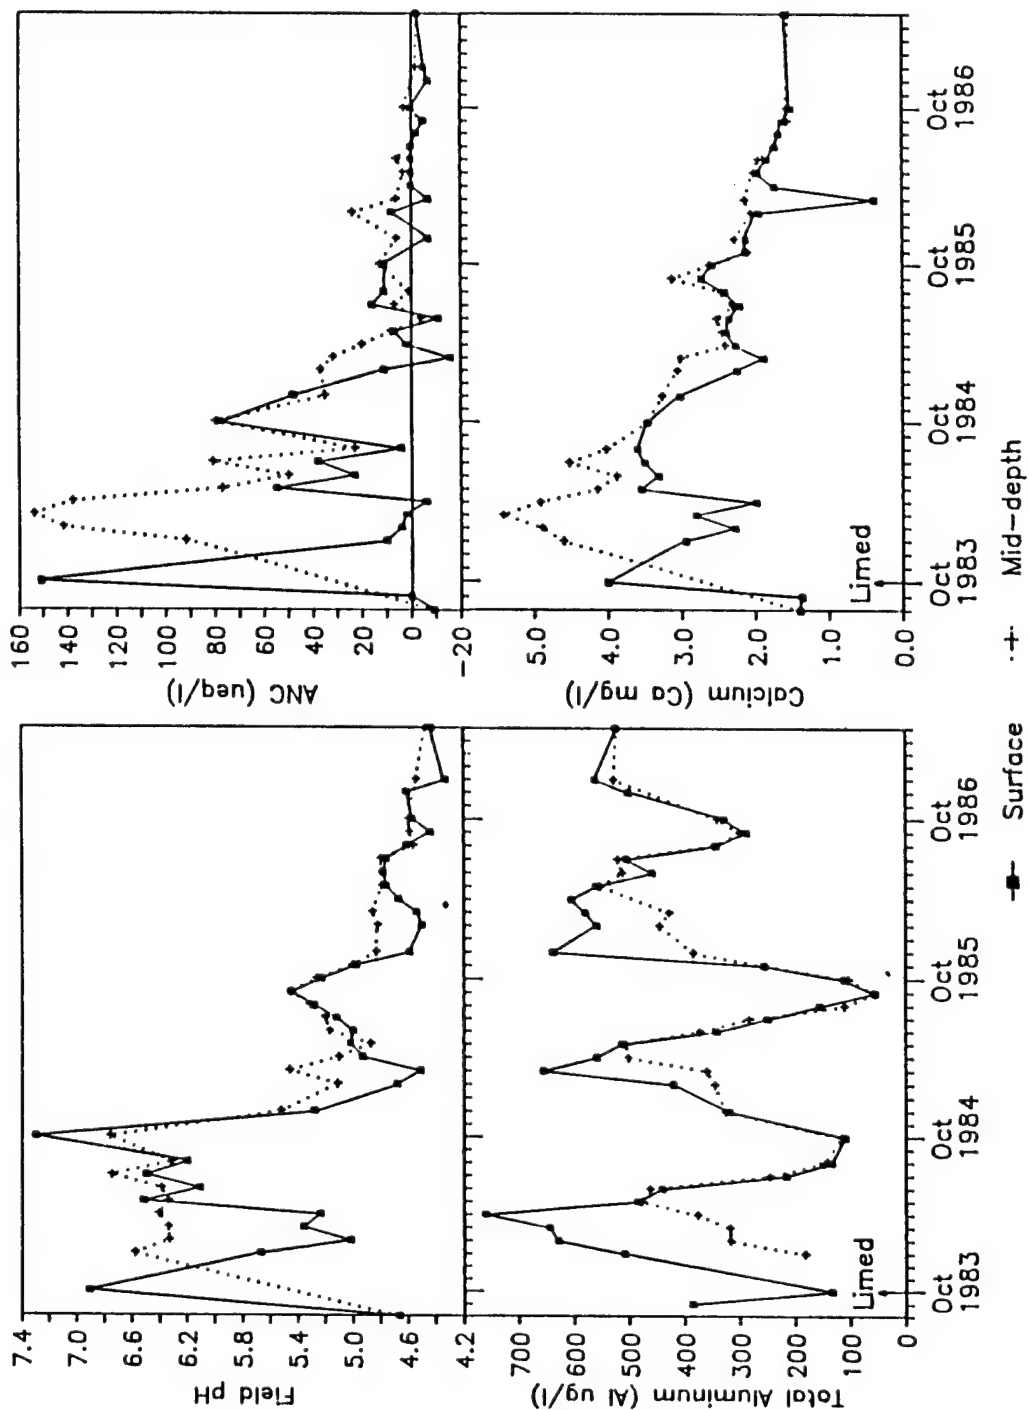 Field pH
7.4
7.0
6.6
6.2
5.8
5.4
5.0
4.6
4.2
ANC (ueq/l)
160
140
120
100
80
60
40
20
0
-20
Total Aluminum (Al ug/l)
700
600
500
400
300
200
100
0
Limed
Oct
1983
Oct
1984
Oct
1985
Oct
1986
Calcium (Ca mg/l)
5.0
4.0
3.0
2.0
1.0
0.0
Limed
Oct
1983
Oct
1984
Oct
1985
Oct
1986
Surface
Mid-depth